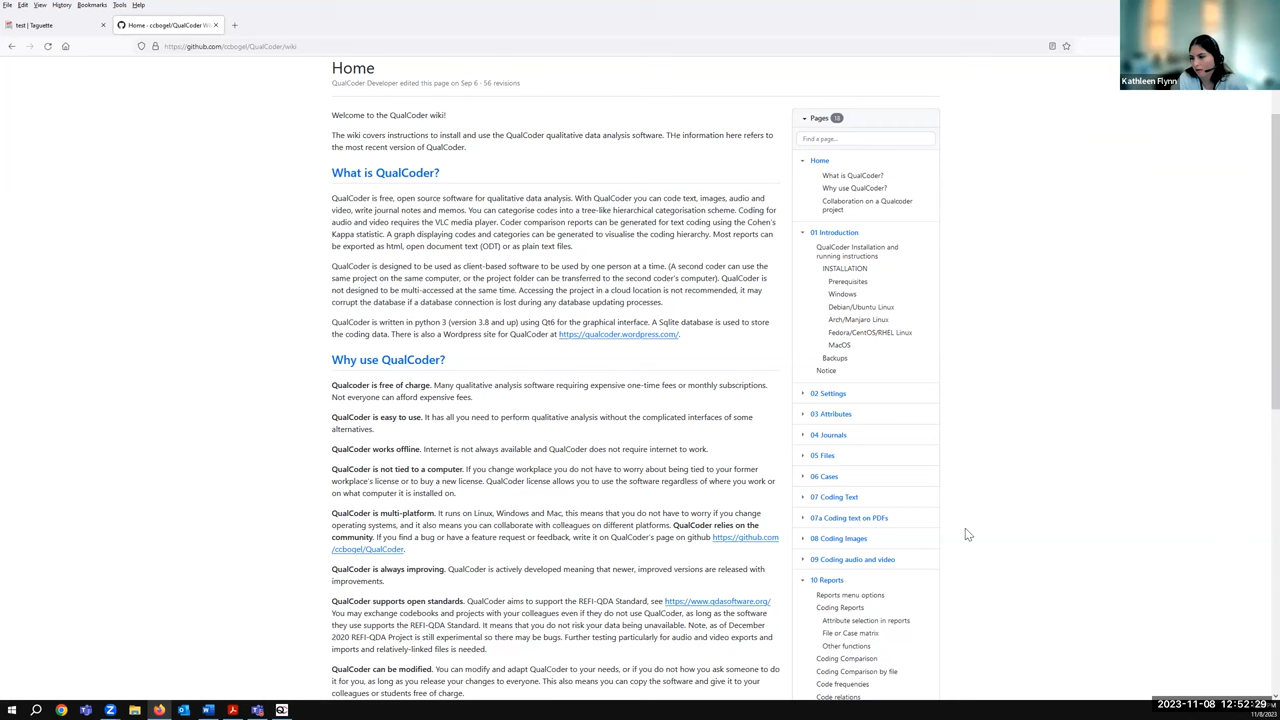 File Edit View History Bookmarks Tools Help
test | Taguette
Home · ccbogel/QualCoder Wi
https://github.com/ccbogel/QualCoder/wiki
Kathleen Flynn
Home
QualCoder Developer edited this page on Sep 6 · 56 revisions
Welcome to the QualCoder wiki!
The wiki covers instructions to install and use the QualCoder qualitative data analysis software. THe information here refers to
the most recent version of QualCoder.
What is QualCoder?
QualCoder is free, open source software for qualitative data analysis. With QualCoder you can code text, images, audio and
video, write journal notes and memos. You can categorise codes into a tree-like hierarchical categorisation scheme. Coding for
audio and video requires the VLC media player. Coder comparison reports can be generated for text coding using the Cohen's
Kappa statistic. A graph displaying codes and categories can be generated to visualise the coding hierarchy. Most reports can
be exported as html, open document text (ODT) or as plain text files.
QualCoder is designed to be used as client-based software to be used by one person at a time. (A second coder can use the
same project on the same computer, or the project folder can be transferred to the second coder's computer). QualCoder is
not designed to be multi-accessed at the same time. Accessing the project in a cloud location is not recommended, it may
corrupt the database if a database connection is lost during any database updating processes.
QualCoder is written in python 3 (version 3.8 and up) using Qt6 for the graphical interface. A Sqlite database is used to store
the coding data. There is also a Wordpress site for QualCoder at https://qualcoder.wordpress.com/.
Why use QualCoder?
Qualcoder is free of charge. Many qualitative analysis software requiring expensive one-time fees or monthly subscriptions.
Not everyone can afford expensive fees.
QualCoder is easy to use. It has all you need to perform qualitative analysis without the complicated interfaces of some
alternatives.
QualCoder works offline. Internet is not always available and QualCoder does not require internet to work.
QualCoder is not tied to a computer. If you change workplace you do not have to worry about being tied to your former
workplace's license or to buy a new license. QualCoder license allows you to use the software regardless of where you work or
on what computer it is installed on.
QualCoder is multi-platform. It runs on Linux, Windows and Mac, this means that you do not have to worry if you change
operating systems, and it also means you can collaborate with colleagues on different platforms. QualCoder relies on the
community. If you find a bug or have a feature request or feedback, write it on QualCoder's page on github https://github.com
/ccbogel/QualCoder.
QualCoder is always improving. QualCoder is actively developed meaning that newer, improved versions are released with
improvements.
QualCoder supports open standards. QualCoder aims to support the REFI-QDA Standard, see https://www.qdasoftware.org/
You may exchange codebooks and projects with your colleagues even if they do not use QualCoder, as long as the software
they use supports the REFI-QDA Standard. It means that you do not risk your data being unavailable. Note, as of December
2020 REFI-QDA Project is still experimental so there may be bugs. Further testing particularly for audio and video exports and
imports and relatively-linked files is needed.
QualCoder can be modified. You can modify and adapt QualCoder to your needs, or if you do not how you ask someone to do
it for you, as long as you release your changes to everyone. This also means you can copy the software and give it to your
colleagues or students free of charge.
Pages 18
Find a page...
Home
What is QualCoder?
Why use QualCoder?
Collaboration on a Qualcoder
project
01 Introduction
QualCoder Installation and
running instructions
INSTALLATION
Prerequisites
Windows
Debian/Ubuntu Linux
Arch/Manjaro Linux
Fedora/CentOS/RHEL Linux
MacOS
Backups
Notice
02 Settings
03 Attributes
04 Journals
05 Files
06 Cases
07 Coding Text
07a Coding text on PDFs
08 Coding Images
09 Coding audio and video
10 Reports
Reports menu options
Coding Reports
Attribute selection in reports
File or Case matrix
Other functions
Coding Comparison
Coding Comparison by file
Code frequencies
Code relations
2023-11-08 12:52:29
11/8/2023